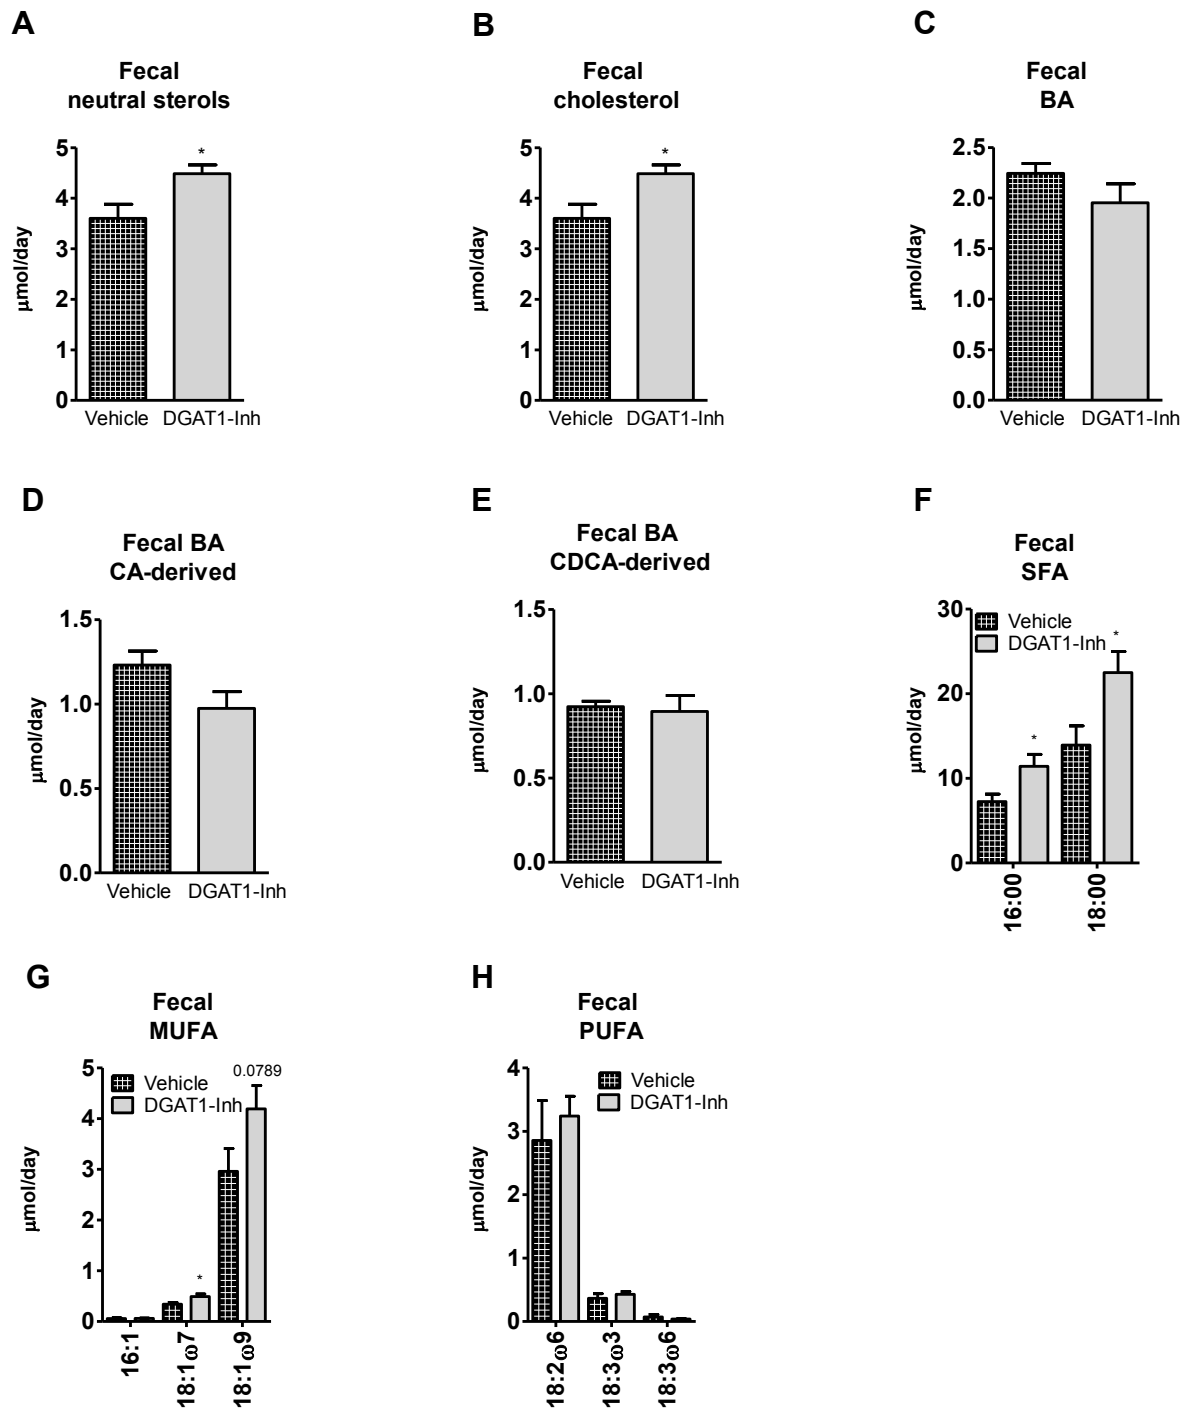 A
Fecal
neutral sterols
5
4
3
2
1
0
μmol/day
*
Vehicle
DGAT1-Inh
B
Fecal
cholesterol
5
4
3
2
1
0
μmol/day
*
Vehicle
DGAT1-Inh
C
Fecal
BA
2.5
2.0
1.5
1.0
0.5
0.0
μmol/day
Vehicle
DGAT1-Inh
D
Fecal BA
CA-derived
1.5
1.0
0.5
0.0
μmol/day
Vehicle
DGAT1-Inh
E
Fecal BA
CDCA-derived
1.5
1.0
0.5
0.0
μmol/day
Vehicle
DGAT1-Inh
F
Fecal
SFA
30
20
10
0
μmol/day
Vehicle
DGAT1-Inh
*
*
16:00
18:00
G
Fecal
MUFA
5
4
3
2
1
0
μmol/day
Vehicle
DGAT1-Inh
*
0.0789
16:1
18:1ω7
18:1ω9
H
Fecal
PUFA
4
3
2
1
0
μmol/day
Vehicle
DGAT1-Inh
18:2ω6
18:3ω3
18:3ω6